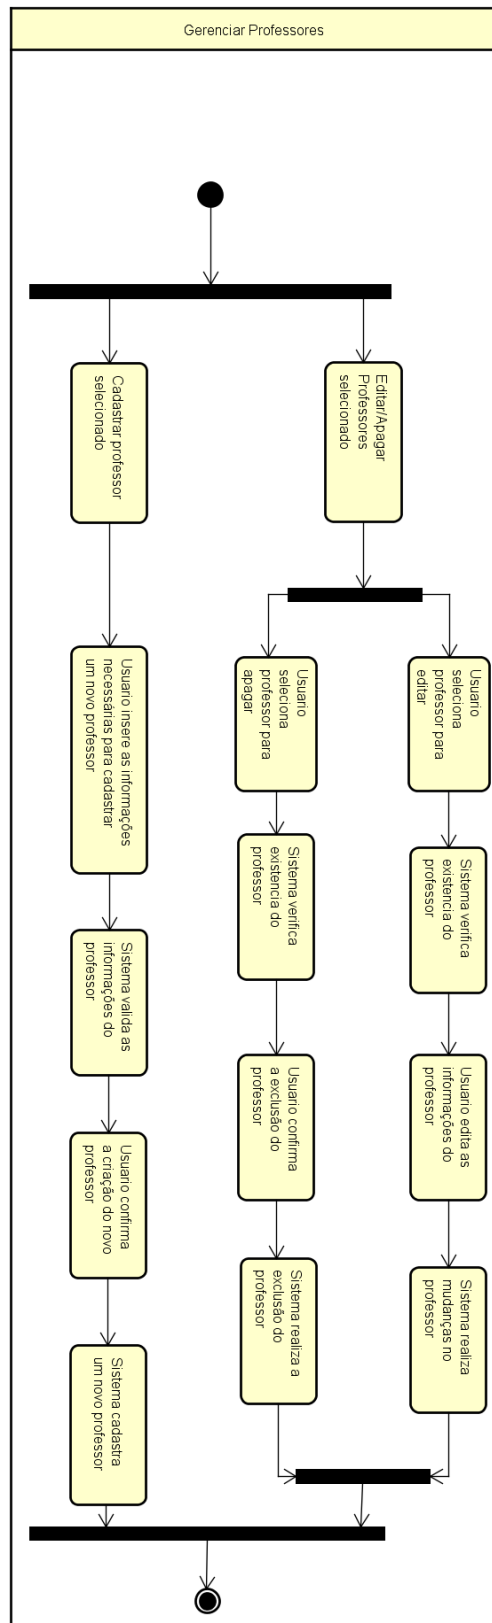 Gerenciar Professores
Cadastrar professor
selecionado
Editar/Apagar
Professores
selecionado
Usuario insere as informações
necessárias para cadastrar
um novo professor
Usuario
seleciona
professor para
apagar
Usuario
seleciona
professor para
editar
Sistema valida as
informações do
professor
Sistema verifica
existencia do
professor
Sistema verifica
existencia do
professor
Usuario confirma
a criação do novo
professor
Usuario confirma
a exclusão do
professor
Usuario edita as
informações do
professor
Sistema cadastra
um novo professor
Sistema realiza a
exclusão do
professor
Sistema realiza
mudanças no
professor